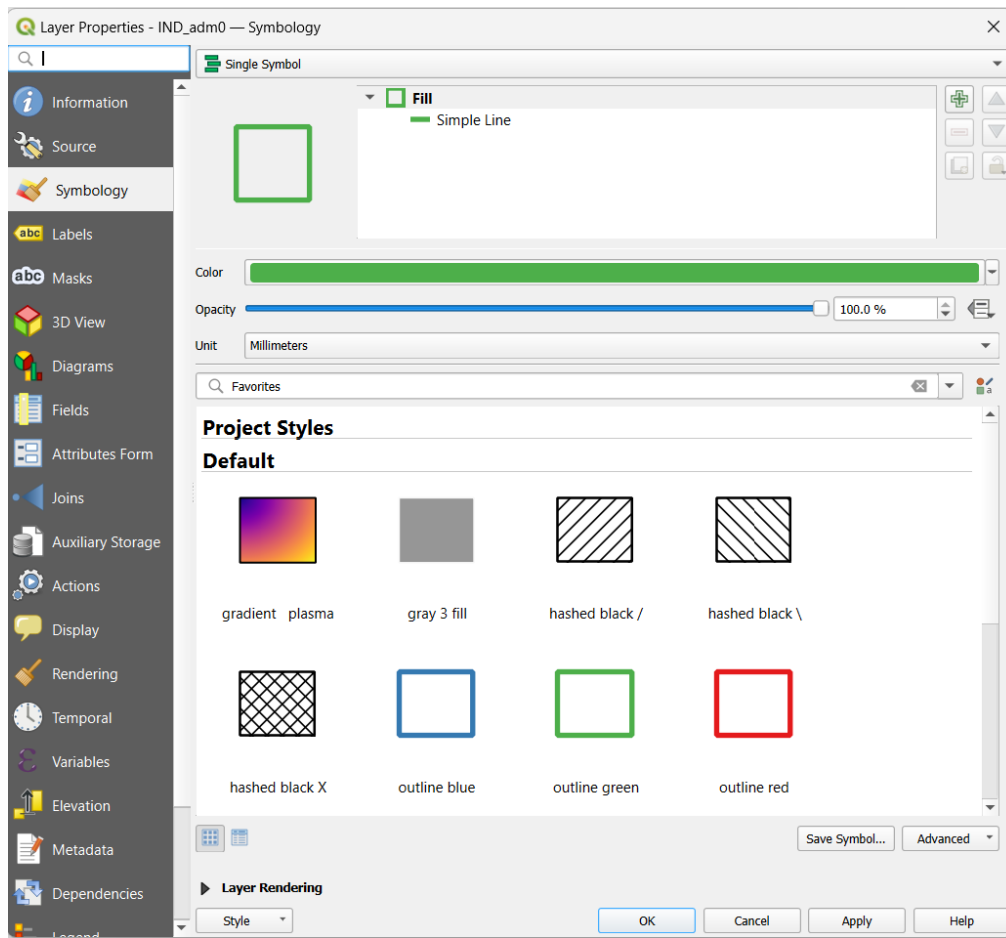 Layer Properties - IND_adm0 — Symbology
Single Symbol
Information
Source
Symbology
Labels
Masks
3D View
Diagrams
Fields
Attributes Form
Joins
Auxiliary Storage
Actions
Display
Rendering
Temporal
Variables
Elevation
Metadata
Dependencies
Legend
Fill
Simple Line
Color
Opacity
100.0 %
Unit
Millimeters
Favorites
Project Styles
Default
gradient plasma
gray 3 fill
hashed black /
hashed black \
hashed black X
outline blue
outline green
outline red
Save Symbol...
Advanced
Layer Rendering
Style
OK
Cancel
Apply
Help